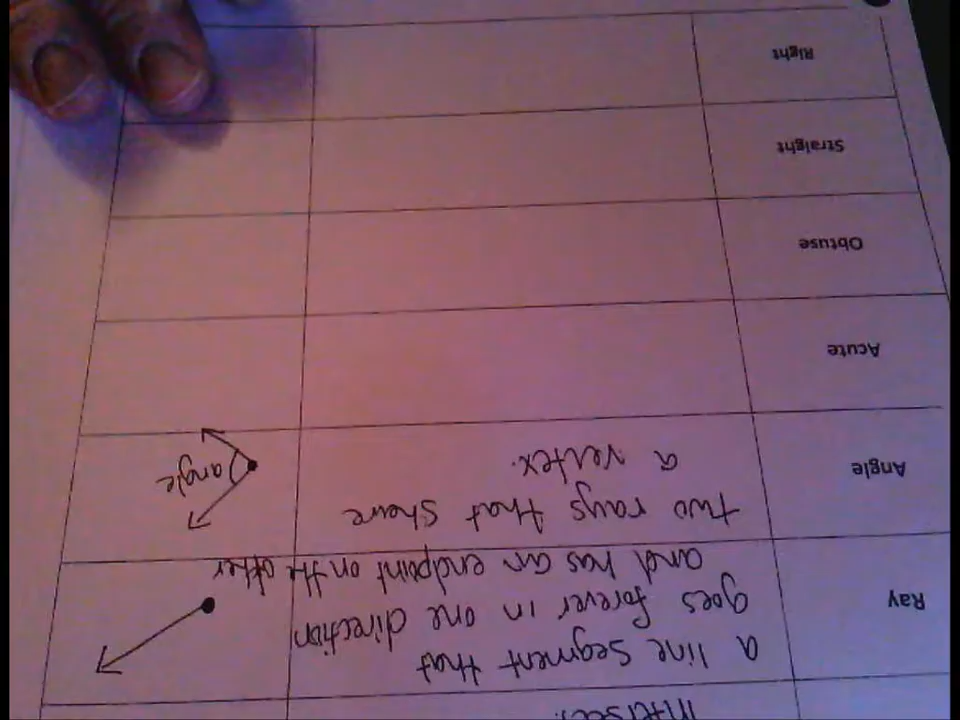 intersect.
Ray
a line segment that
goes forever in one direction
and has an endpoint on the other
Angle
two rays that share
a vertex.
angle
Acute
Obtuse
Straight
Right